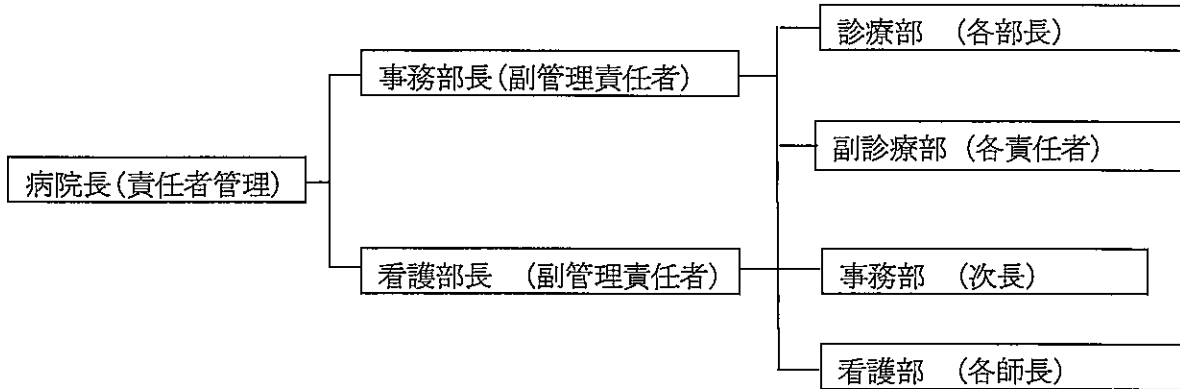 病院長(責任者管理)
事務部長(副管理責任者)
看護部長 (副管理責任者)
診療部 (各部長)
副診療部 (各責任者)
事務部 (次長)
看護部 (各師長)